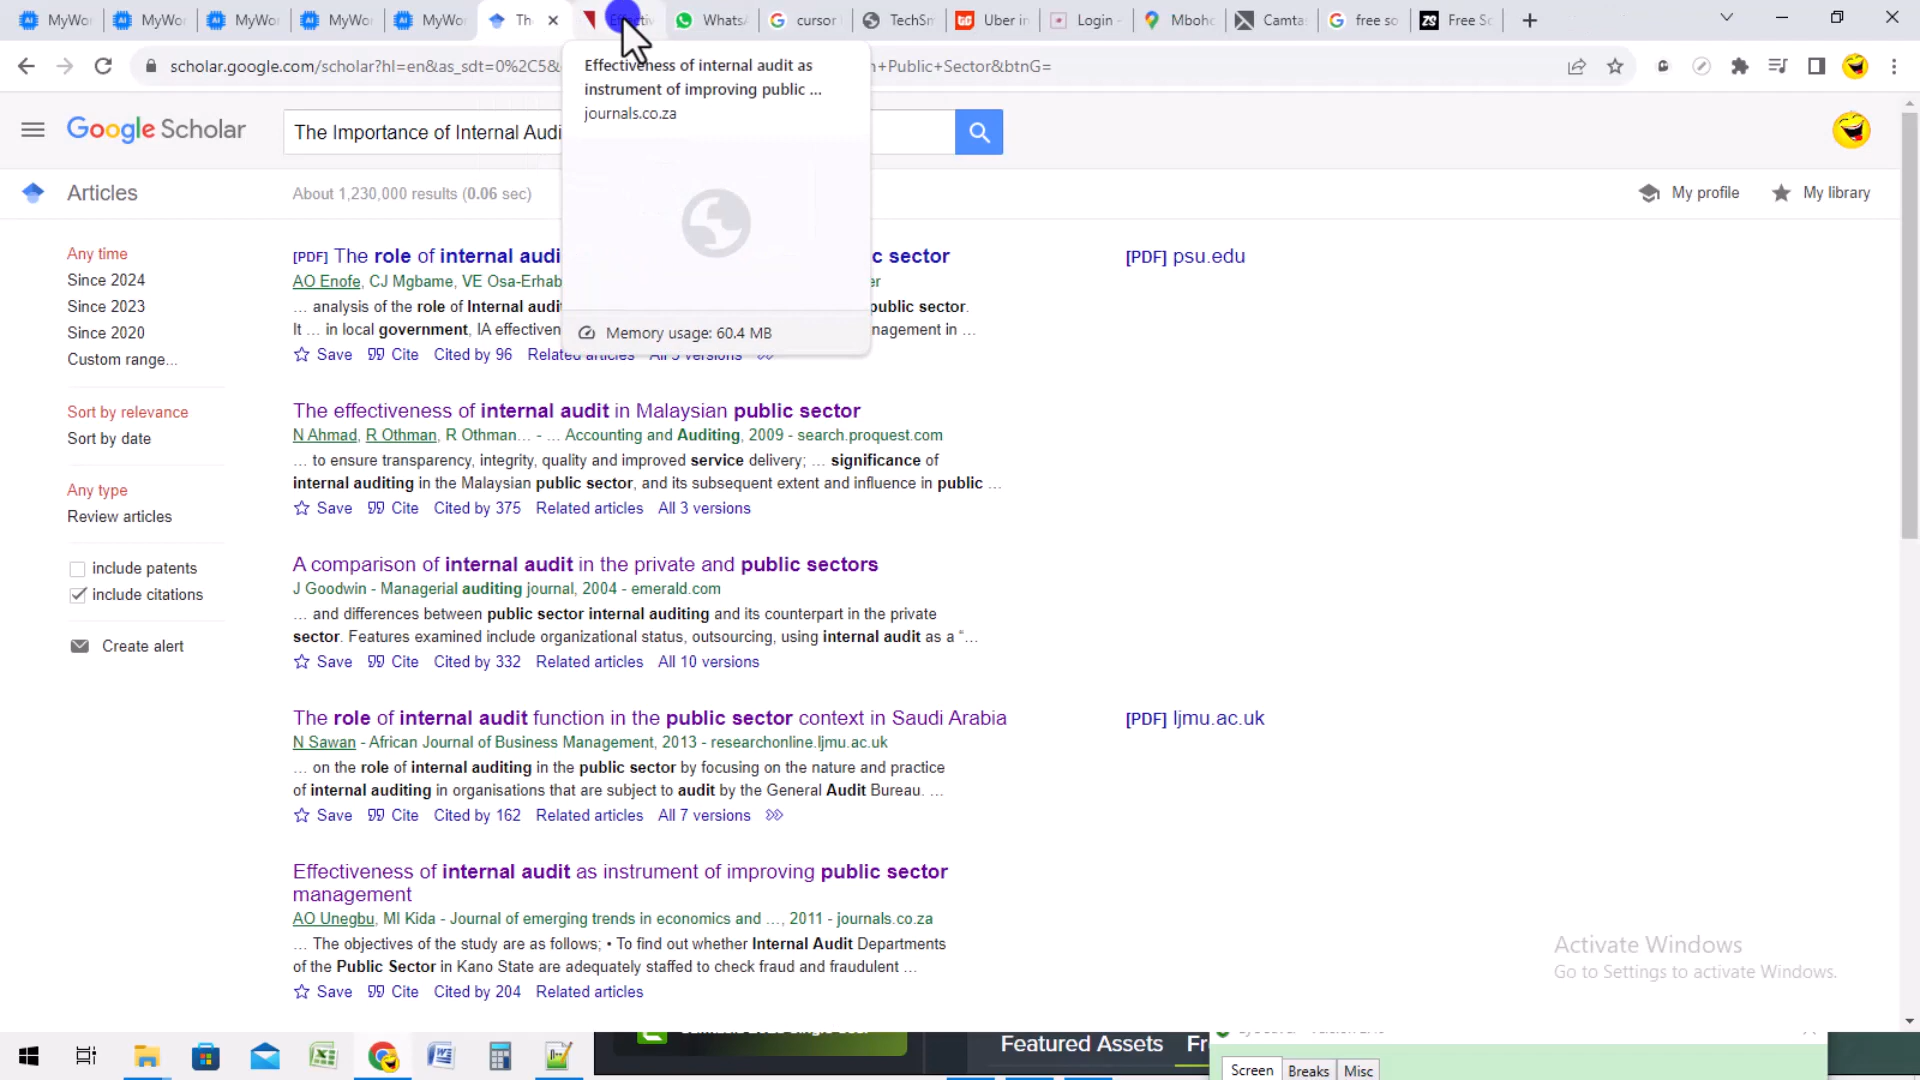 MyWor
MyWor
MyWor
MyWor
MyWor
The
Effectiv
WhatsA
cursor
TechSm
Uber in
Login -
Mboho
Camta
free so
Free Sc
scholar.google.com/scholar?hl=en&as_sdt=0%2C5&
n+Public+Sector&btnG=
Effectiveness of internal audit as
instrument of improving public ...
journals.co.za
Memory usage: 60.4 MB
Google Scholar
The Importance of Internal Audi
Articles
About 1,230,000 results (0.06 sec)
My profile
My library
Any time
Since 2024
Since 2023
Since 2020
Custom range...
Sort by relevance
Sort by date
Any type
Review articles
include patents
include citations
Create alert
[PDF] The role of internal audi
c sector
[PDF] psu.edu
AO Enofe, CJ Mgbame, VE Osa-Erhab
er
... analysis of the role of Internal audi
public sector.
It ... in local government, IA effectiven
nagement in ...
Save Cite Cited by 96 Related articles All 5 versions
The effectiveness of internal audit in Malaysian public sector
N Ahmad, R Othman, R Othman... - ... Accounting and Auditing, 2009 - search.proquest.com
... to ensure transparency, integrity, quality and improved service delivery; ... significance of
internal auditing in the Malaysian public sector, and its subsequent extent and influence in public ...
Save Cite Cited by 375 Related articles All 3 versions
A comparison of internal audit in the private and public sectors
J Goodwin - Managerial auditing journal, 2004 - emerald.com
... and differences between public sector internal auditing and its counterpart in the private
sector. Features examined include organizational status, outsourcing, using internal audit as a “...
Save Cite Cited by 332 Related articles All 10 versions
The role of internal audit function in the public sector context in Saudi Arabia
[PDF] ljmu.ac.uk
N Sawan - African Journal of Business Management, 2013 - researchonline.ljmu.ac.uk
... on the role of internal auditing in the public sector by focusing on the nature and practice
of internal auditing in organisations that are subject to audit by the General Audit Bureau. ...
Save Cite Cited by 162 Related articles All 7 versions
Effectiveness of internal audit as instrument of improving public sector
management
AO Unegbu, MI Kida - Journal of emerging trends in economics and ..., 2011 - journals.co.za
... The objectives of the study are as follows; • To find out whether Internal Audit Departments
of the Public Sector in Kano State are adequately staffed to check fraud and fraudulent ...
Save Cite Cited by 204 Related articles
Activate Windows
Go to Settings to activate Windows.
Featured Assets
Fr
Screen
Breaks
Misc